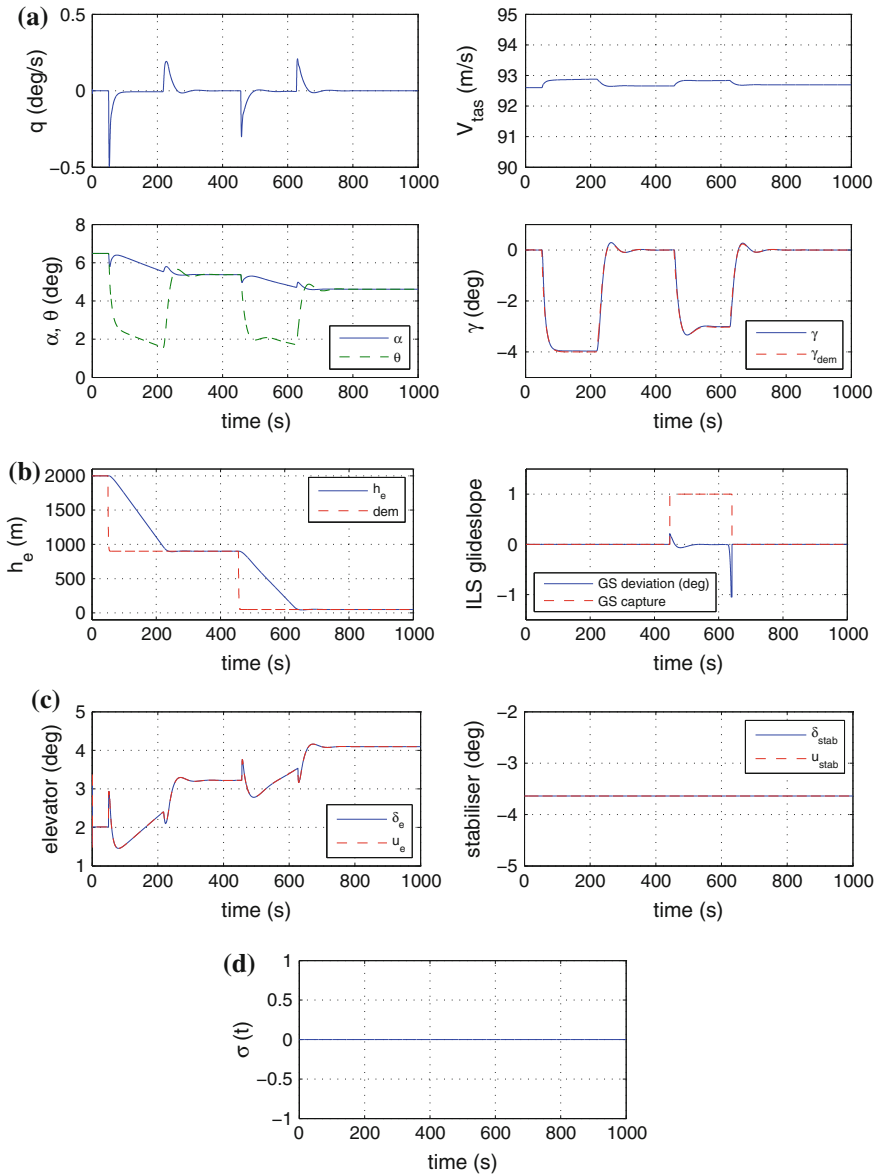 (a)
q (deg/s)
0.5
0
−0.5
0 200 400 600 800 1000
V_tas (m/s)
95
94
93
92
91
90
0 200 400 600 800 1000
α, θ (deg)
8
6
4
2
0
α
θ
0 200 400 600 800 1000
time (s)
γ (deg)
0
−2
−4
γ
γ_dem
0 200 400 600 800 1000
time (s)
(b)
h_e (m)
2000
1500
1000
500
0
h_e
dem
0 200 400 600 800 1000
time (s)
ILS glideslope
1
0
−1
GS deviation (deg)
GS capture
0 200 400 600 800 1000
time (s)
(c)
elevator (deg)
5
4
3
2
1
δ_e
u_e
0 200 400 600 800 1000
time (s)
stabiliser (deg)
−2
−3
−4
−5
δ_stab
u_stab
0 200 400 600 800 1000
time (s)
(d)
σ (t)
1
0.5
0
−0.5
−1
0 200 400 600 800 1000
time (s)